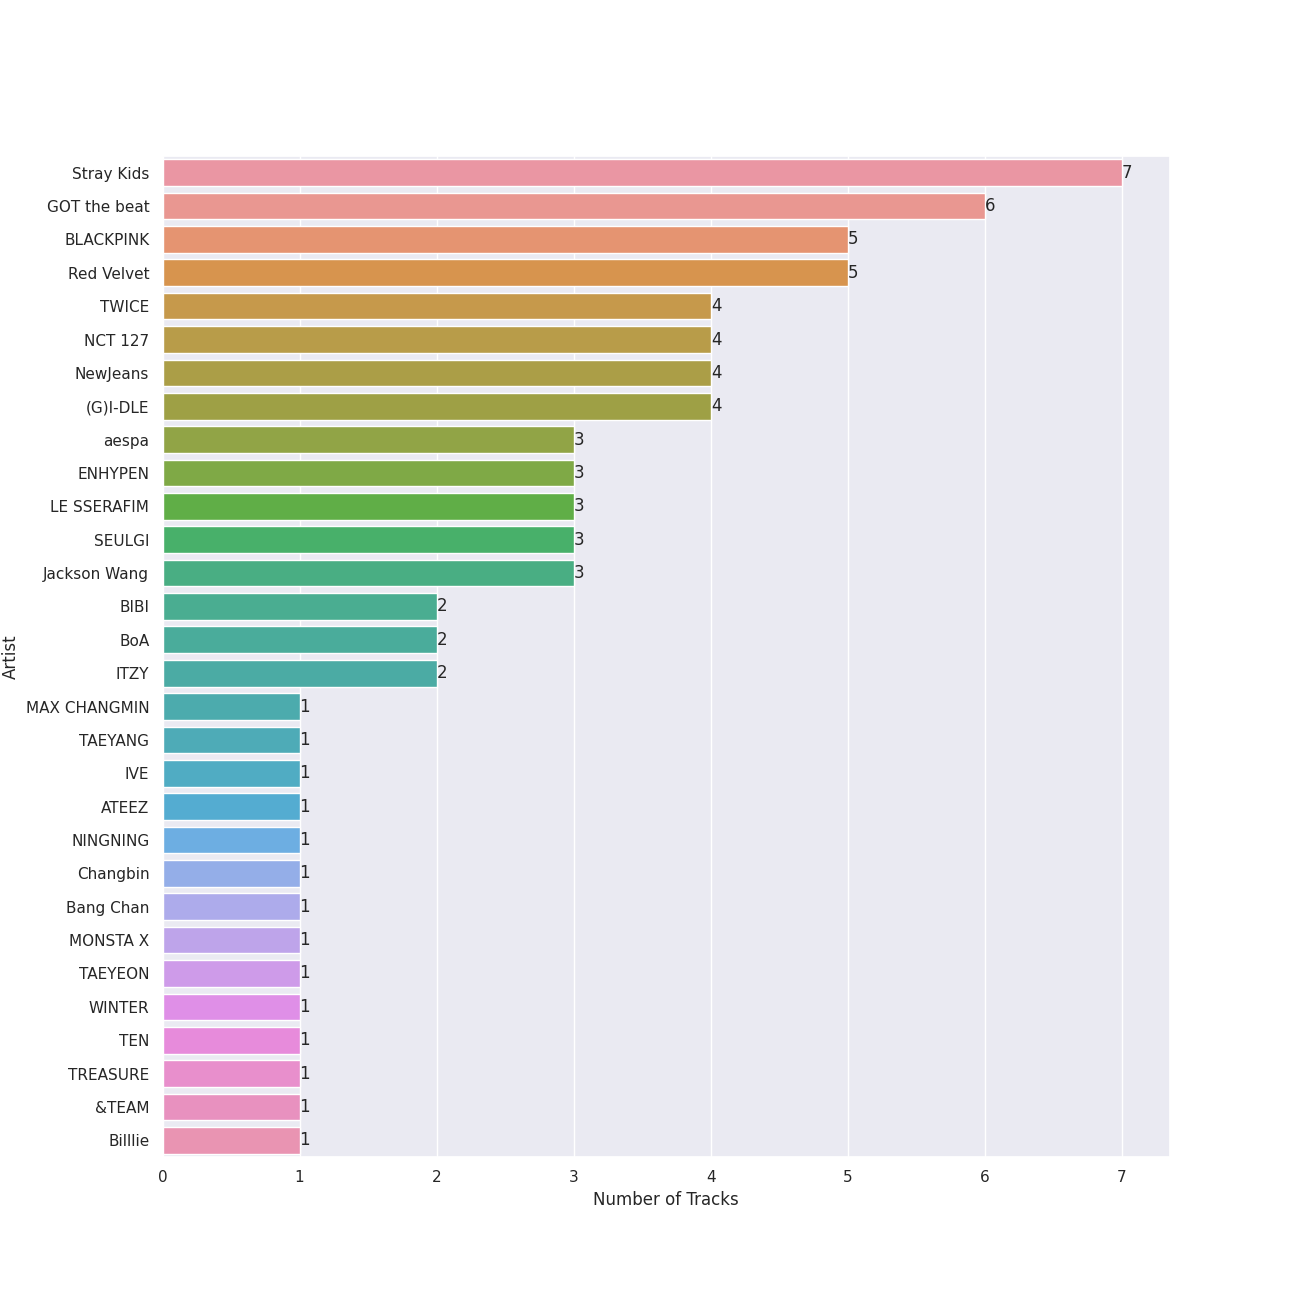 Stray Kids 7
GOT the beat 6
BLACKPINK 5
Red Velvet 5
TWICE 4
NCT 127 4
NewJeans 4
(G)I-DLE 4
aespa 3
ENHYPEN 3
LE SSERAFIM 3
SEULGI 3
Jackson Wang 3
BIBI 2
BoA 2
ITZY 2
MAX CHANGMIN 1
TAEYANG 1
IVE 1
ATEEZ 1
NINGNING 1
Changbin 1
Bang Chan 1
MONSTA X 1
TAEYEON 1
WINTER 1
TEN 1
TREASURE 1
&TEAM 1
Billlie 1
Artist
0 1 2 3 4 5 6 7
Number of Tracks